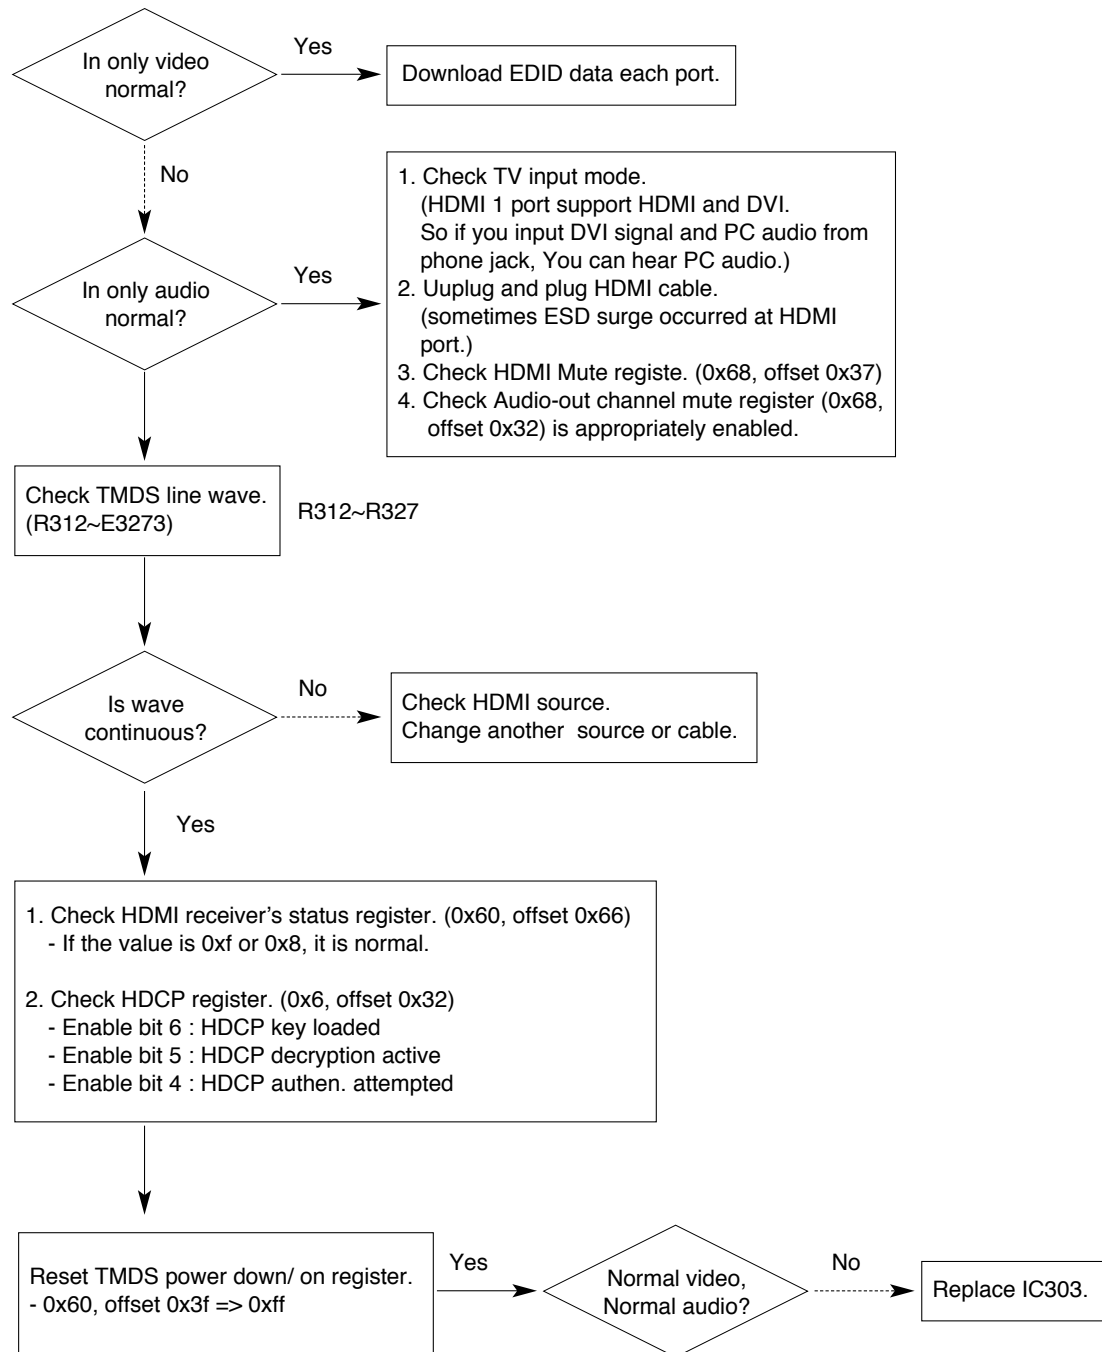 In only video
normal?
Yes
Download EDID data each port.
No
In only audio
normal?
Yes
1. Check TV input mode.
(HDMI 1 port support HDMI and DVI.
So if you input DVI signal and PC audio from
phone jack, You can hear PC audio.)
2. Uuplug and plug HDMI cable.
(sometimes ESD surge occurred at HDMI
port.)
3. Check HDMI Mute registe. (0x68, offset 0x37)
4. Check Audio-out channel mute register (0x68,
offset 0x32) is appropriately enabled.
Check TMDS line wave.
(R312~E3273)
R312~R327
Is wave
continuous?
No
Check HDMI source.
Change another source or cable.
Yes
1. Check HDMI receiver's status register. (0x60, offset 0x66)
- If the value is 0xf or 0x8, it is normal.
2. Check HDCP register. (0x6, offset 0x32)
- Enable bit 6 : HDCP key loaded
- Enable bit 5 : HDCP decryption active
- Enable bit 4 : HDCP authen. attempted
Reset TMDS power down/ on register.
- 0x60, offset 0x3f => 0xff
Yes
Normal video,
Normal audio?
No
Replace IC303.